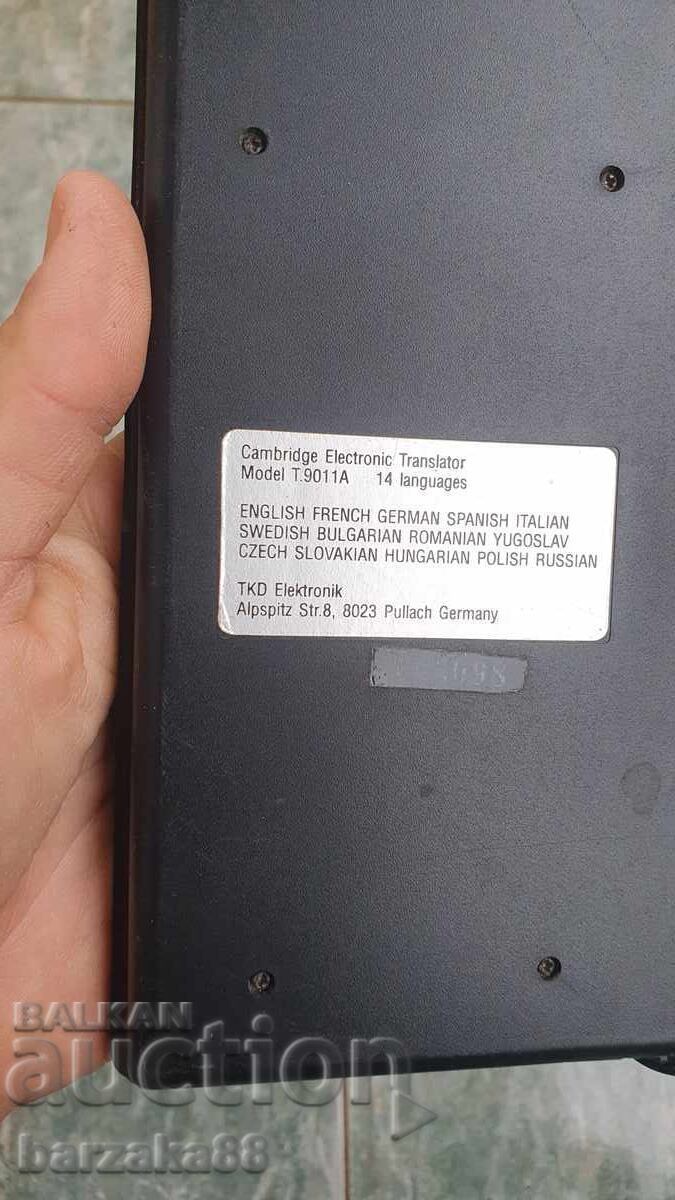 Cambridge Electronic Translator
Model T.9011A 14 languages
ENGLISH FRENCH GERMAN SPANISH ITALIAN
SWEDISH BULGARIAN ROMANIAN YUGOSLAV
CZECH SLOVAKIAN HUNGARIAN POLISH RUSSIAN
TKD Elektronik
Alpspitz Str.8, 8023 Pullach Germany
BALKAN
auction
barzaka88